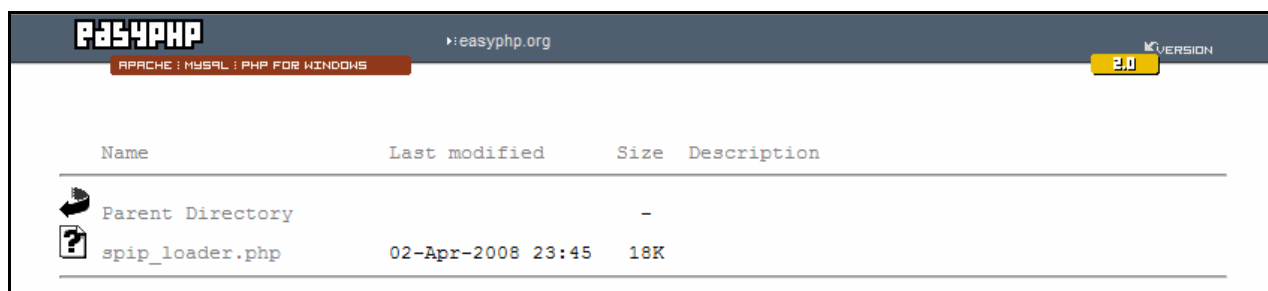 easyPHP
easyphp.org
VERSION
APACHE : MYSQL : PHP FOR WINDOWS
2.0
Name Last modified Size Description
Parent Directory -
spip_loader.php 02-Apr-2008 23:45 18K